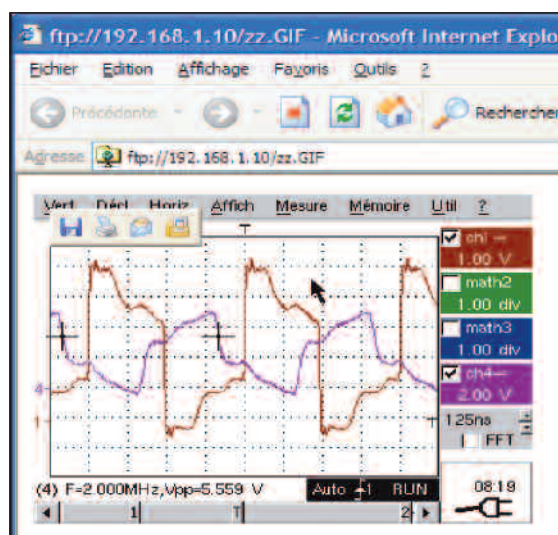 ftp://192.168.1.10/zz.GIF - Microsoft Internet Explo
Fichier Edition Affichage Favoris Outils ?
Précédente Rechercher
Adresse ftp://192.168.1.10/zz.GIF
Vert Décl Horiz Affich Mesure Mémoire Util ?
T
ch1
1.00 V
math2
1.00 div
math3
1.00 div
ch4
2.00 V
4
1
T
125ns
FFT
(4) F=2.000MHz,Vpp=5.559 V Auto 1 RUN
08:19
1 T 2